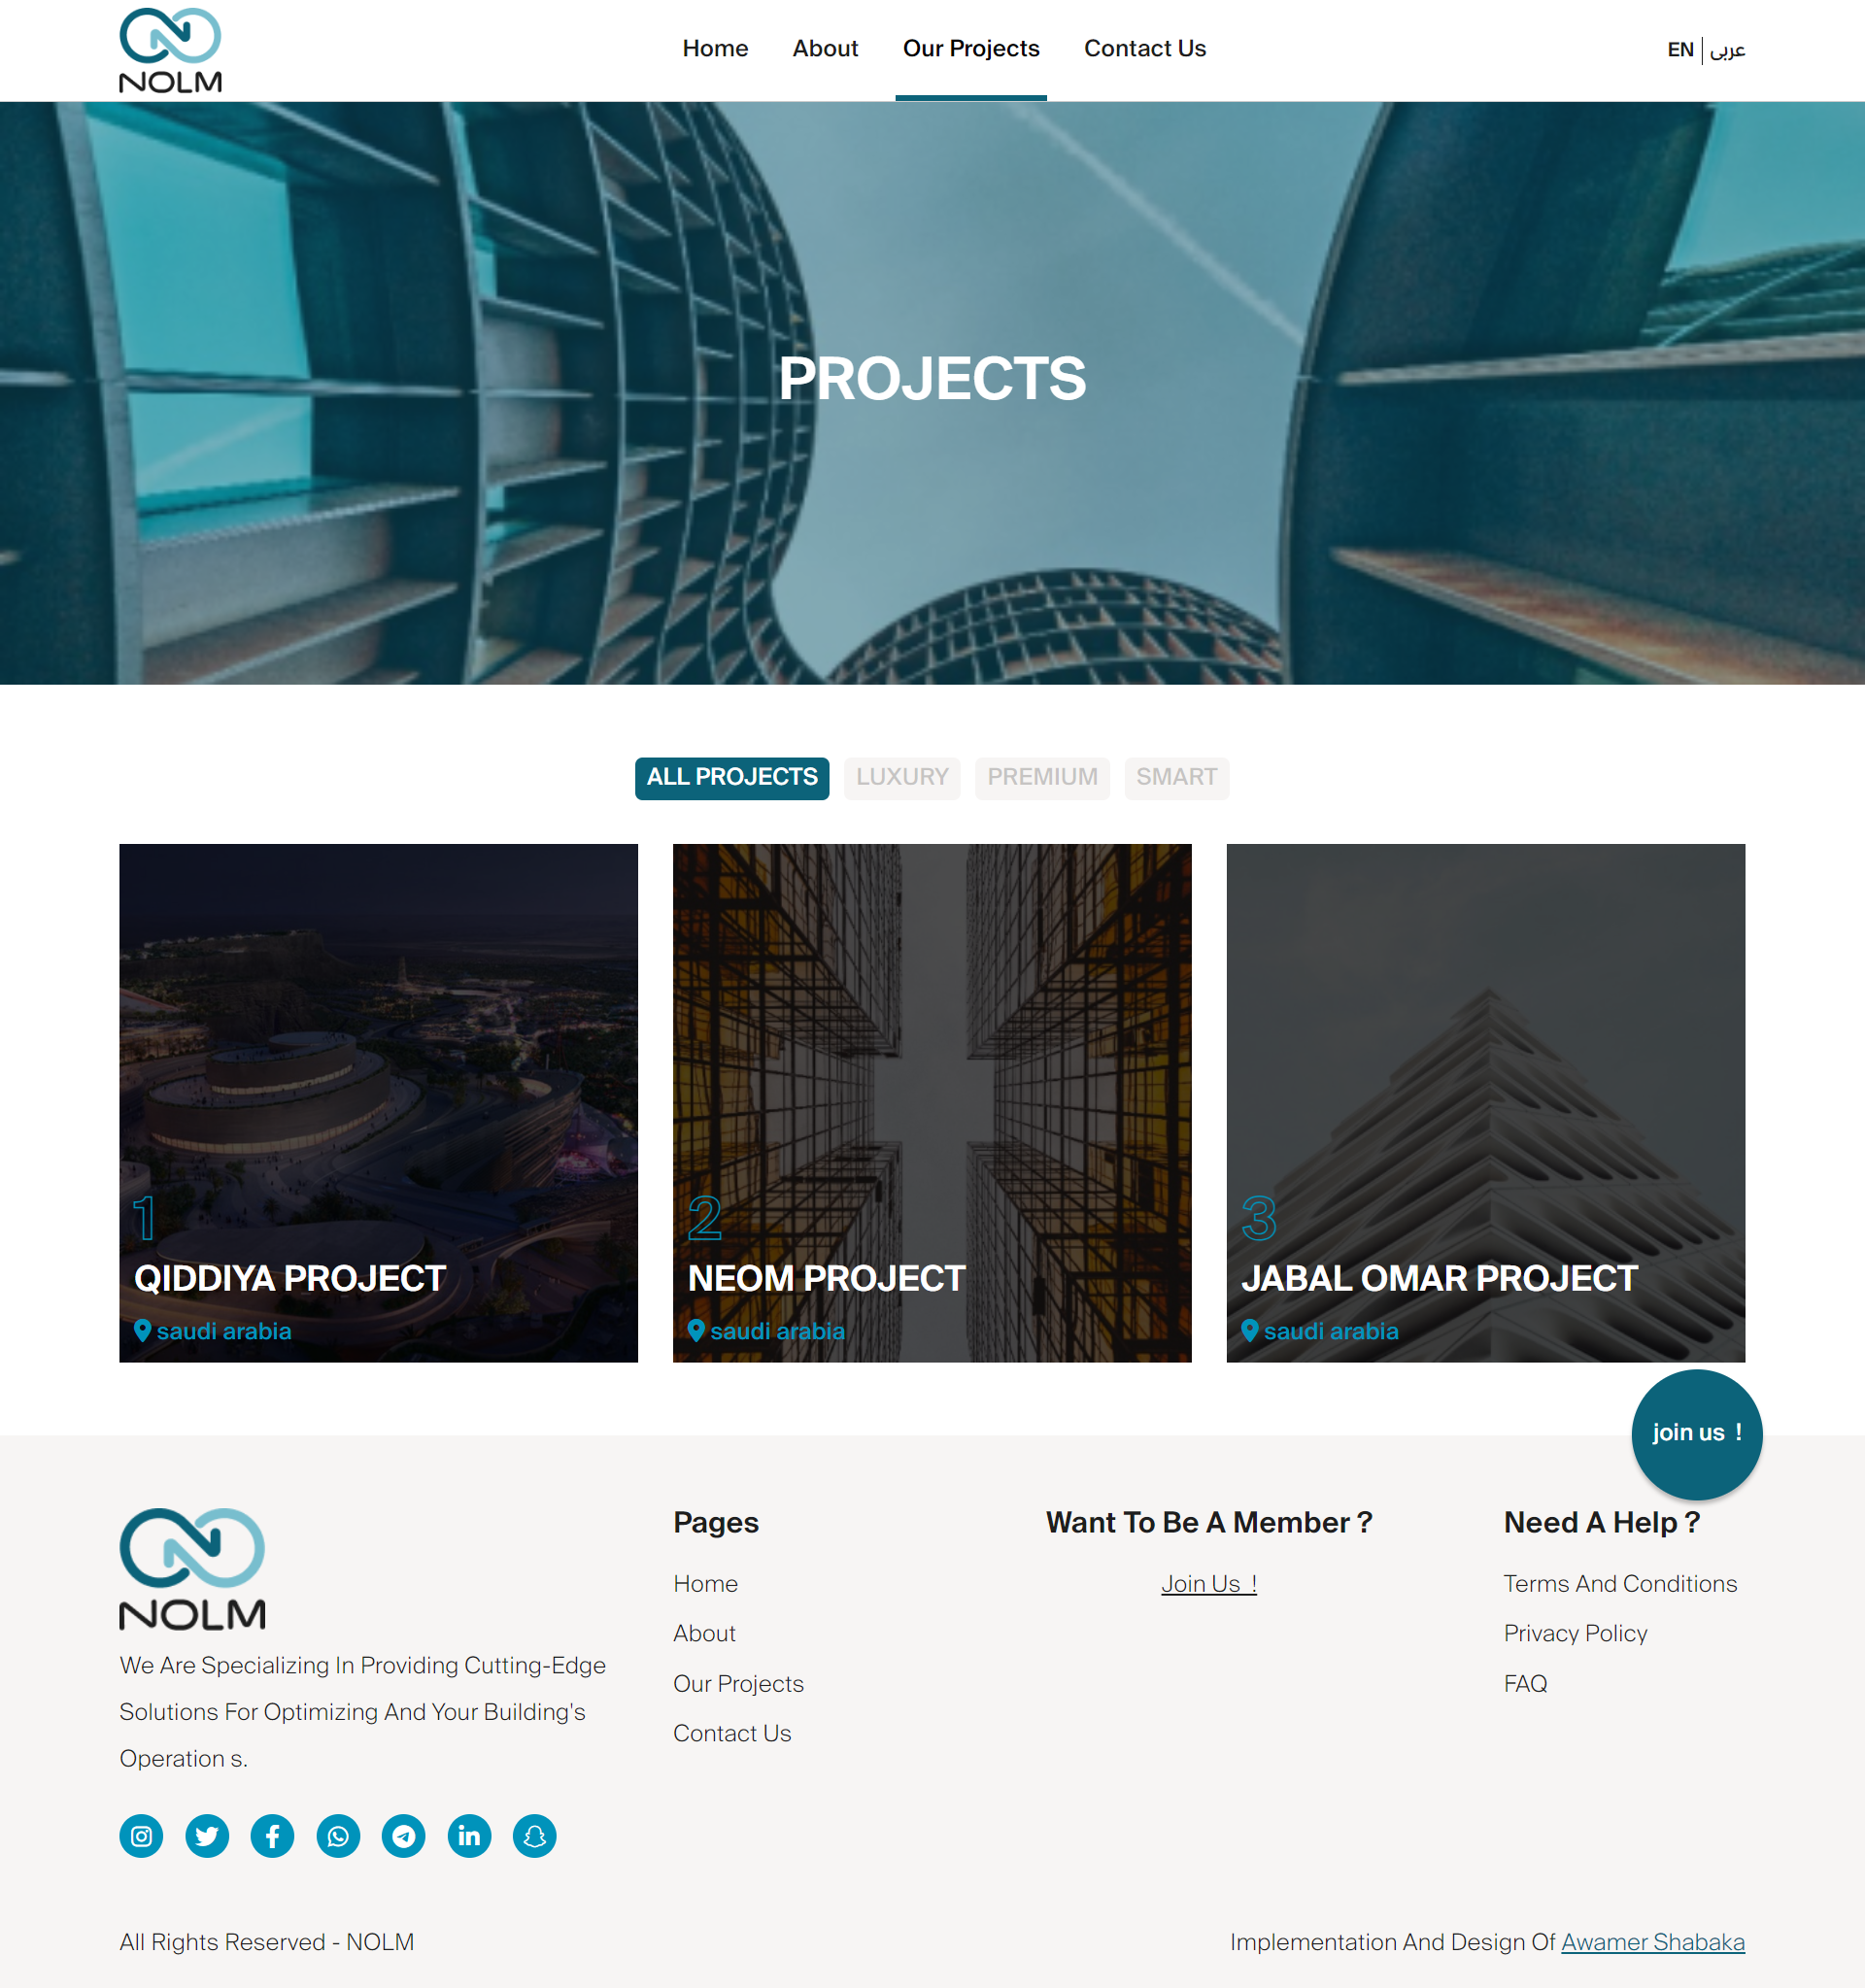 NOLM
Home About Our Projects Contact Us
EN | عربى
PROJECTS
ALL PROJECTS LUXURY PREMIUM SMART
1
QIDDIYA PROJECT
saudi arabia
2
NEOM PROJECT
saudi arabia
3
JABAL OMAR PROJECT
saudi arabia
join us !
NOLM
We Are Specializing In Providing Cutting-Edge
Solutions For Optimizing And Your Building's
Operation s.
Pages
Home
About
Our Projects
Contact Us
Want To Be A Member ?
Join Us !
Need A Help ?
Terms And Conditions
Privacy Policy
FAQ
All Rights Reserved - NOLM
Implementation And Design Of Awamer Shabaka